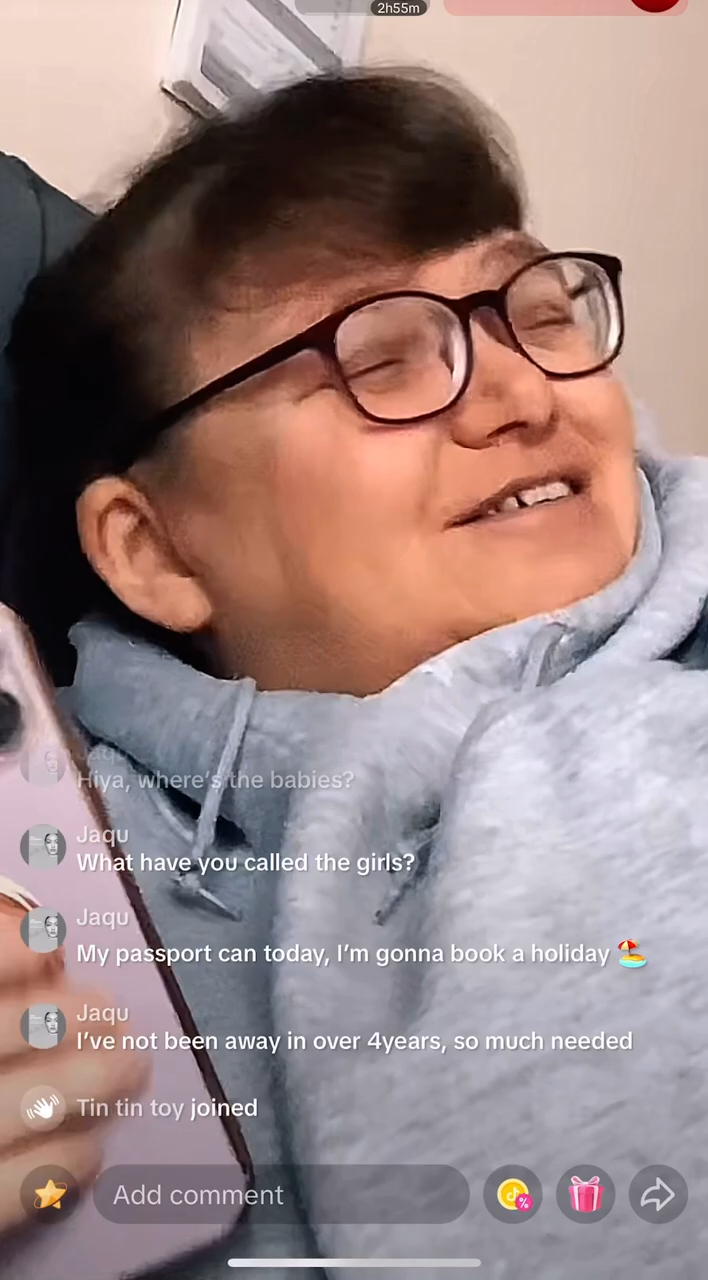 2h55m
Jaqu
Hiya, where's the babies?
Jaqu
What have you called the girls?
Jaqu
My passport can today, I'm gonna book a holiday 🏖️
Jaqu
I've not been away in over 4years, so much needed
Tin tin toy joined
Add comment
%